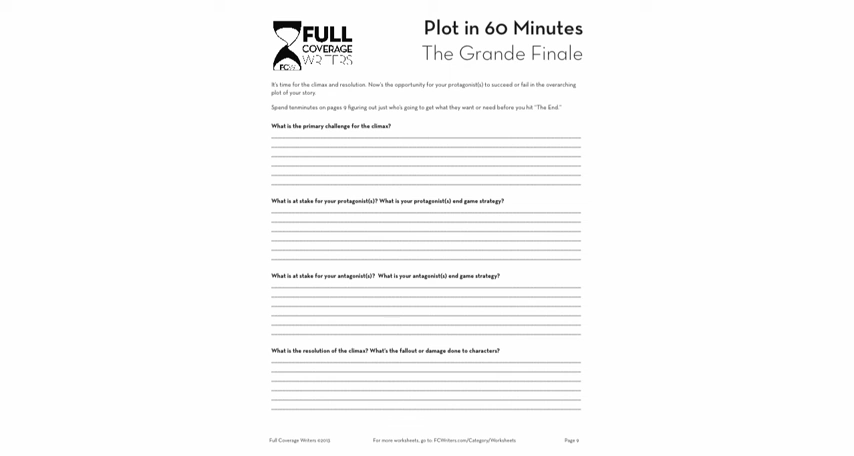 FULL
COVERAGE
WRITERS
FCW
Plot in 60 Minutes
The Grande Finale
It's time for the climax and resolution. Now's the opportunity for your protagonist(s) to succeed or fail in the overarching
plot of your story.
Spend tenminutes on pages 9 figuring out just who's going to get what they want or need before you hit "The End."
What is the primary challenge for the climax?
What is at stake for your protagonist(s)? What is your protagonist(s) end game strategy?
What is at stake for your antagonist(s)? What is your antagonist(s) end game strategy?
What is the resolution of the climax? What's the fallout or damage done to characters?
Full Coverage Writers ©2013
For more worksheets, go to: FCWriters.com/Category/Worksheets
Page 9